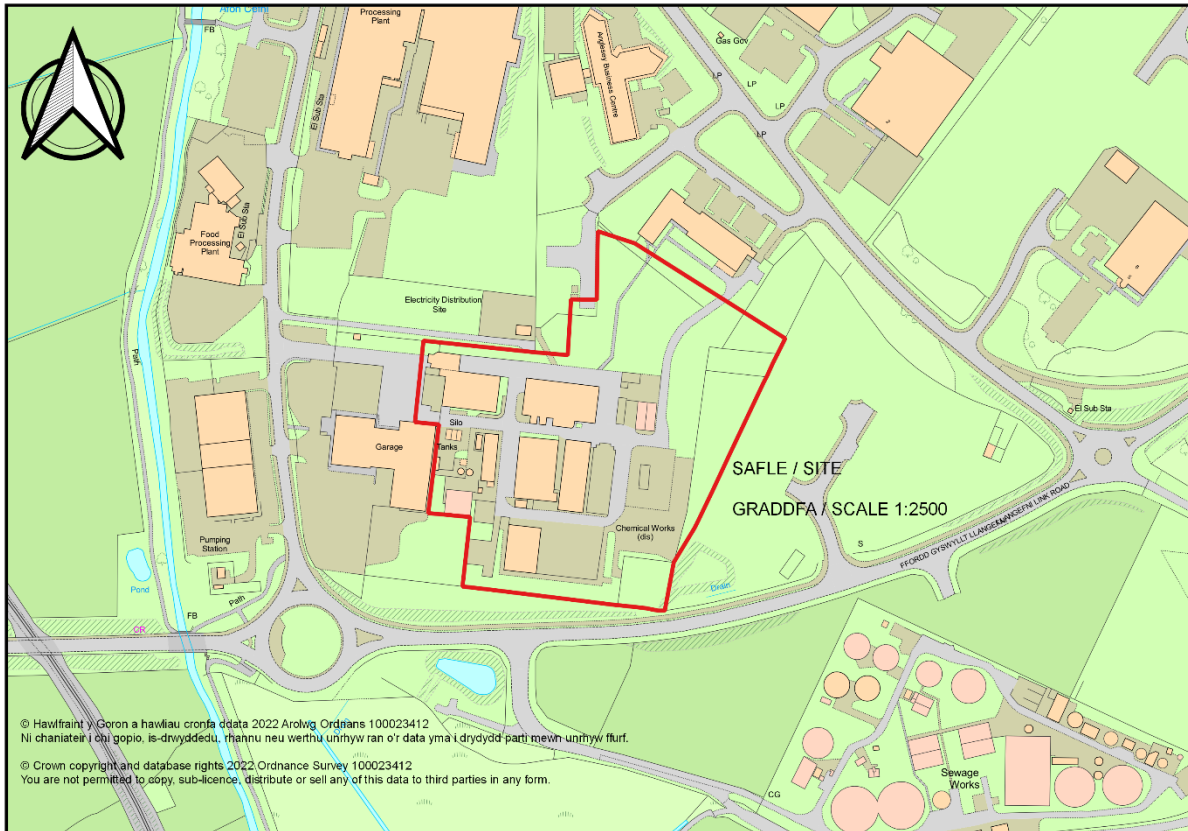 Afon Cefni
FB
Processing
Plant
El Sub Sta
Anglesey Business Centre
Gas Gov
LP
LP
LP
LP
El Sub Sta
Food
Processing
Plant
Electricity Distribution
Site
Path
El Sub Sta
Silo
Tanks
Garage
SAFLE / SITE
GRADDFA / SCALE 1:2500
Chemical Works
(dis)
FFORDD GYSWYLLT LLANGEFNI
LLANGEFNI LINK ROAD
S
Pumping
Station
Pond
Drain
Path
FB
CR
© Hawlfraint y Goron a hawliau cronfa ddata 2022 Arolwg Ordnans 100023412
Ni chaniateir i chi gopio, is-drwyddedu, rhannu neu werthu unrhyw ran o'r data yma i drydydd parti mewn unrhyw ffurf.
© Crown copyright and database rights 2022 Ordnance Survey 100023412
You are not permitted to copy, sub-licence, distribute or sell any of this data to third parties in any form.
Sewage
Works
CG